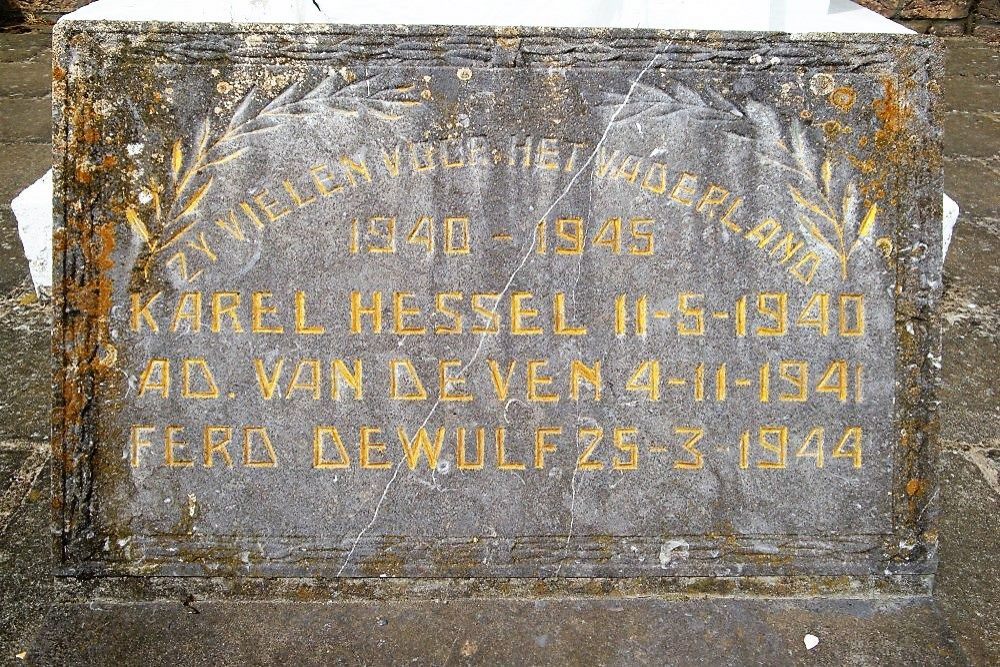 ZY VIELEN VOOR HET VADERLAND
1940 - 1945
KAREL HESSEL 11-5-1940
AD. VAN DE VEN 4-11-1941
FERD DEWULF 25-3-1944